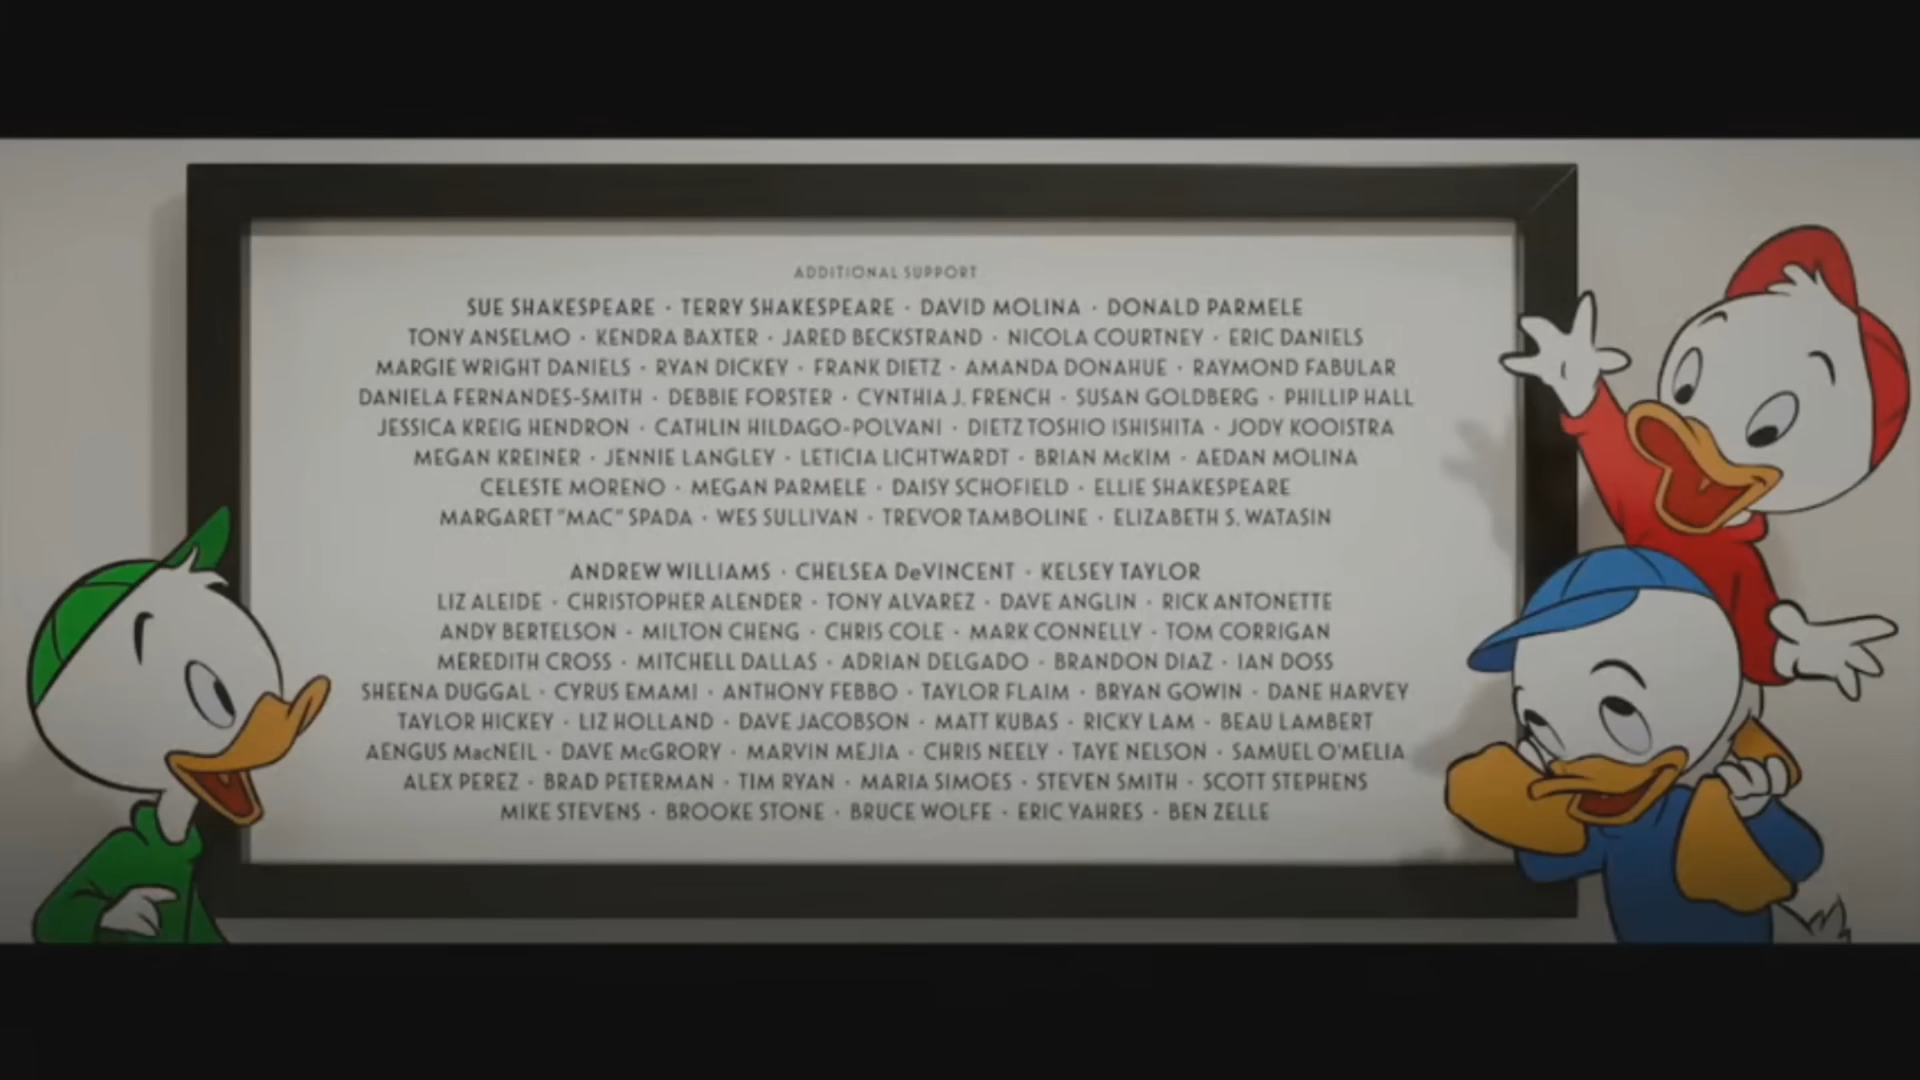 ADDITIONAL SUPPORT
SUE SHAKESPEARE · TERRY SHAKESPEARE · DAVID MOLINA · DONALD PARMELE
TONY ANSELMO · KENDRA BAXTER · JARED BECKSTRAND · NICOLA COURTNEY · ERIC DANIELS
MARGIE WRIGHT DANIELS · RYAN DICKEY · FRANK DIETZ · AMANDA DONAHUE · RAYMOND FABULAR
DANIELA FERNANDES-SMITH · DEBBIE FORSTER · CYNTHIA J. FRENCH · SUSAN GOLDBERG · PHILLIP HALL
JESSICA KREIG HENDRON · CATHLIN HILDAGO-POLVANI · DIETZ TOSHIO ISHISHITA · JODY KOOISTRA
MEGAN KREINER · JENNIE LANGLEY · LETICIA LICHTWARDT · BRIAN McKIM · AEDAN MOLINA
CELESTE MORENO · MEGAN PARMELE · DAISY SCHOFIELD · ELLIE SHAKESPEARE
MARGARET "MAC" SPADA · WES SULLIVAN · TREVOR TAMBOLINE · ELIZABETH S. WATASIN
ANDREW WILLIAMS · CHELSEA DeVINCENT · KELSEY TAYLOR
LIZ ALEIDE · CHRISTOPHER ALENDER · TONY ALVAREZ · DAVE ANGLIN · RICK ANTONETTE
ANDY BERTELSON · MILTON CHENG · CHRIS COLE · MARK CONNELLY · TOM CORRIGAN
MEREDITH CROSS · MITCHELL DALLAS · ADRIAN DELGADO · BRANDON DIAZ · IAN DOSS
SHEENA DUGGAL · CYRUS EMAMI · ANTHONY FEBBO · TAYLOR FLAIM · BRYAN GOWIN · DANE HARVEY
TAYLOR HICKEY · LIZ HOLLAND · DAVE JACOBSON · MATT KUBAS · RICKY LAM · BEAU LAMBERT
AENGUS MacNEIL · DAVE McGRORY · MARVIN MEJIA · CHRIS NEELY · TAYE NELSON · SAMUEL O'MELIA
ALEX PEREZ · BRAD PETERMAN · TIM RYAN · MARIA SIMOES · STEVEN SMITH · SCOTT STEPHENS
MIKE STEVENS · BROOKE STONE · BRUCE WOLFE · ERIC YAHRES · BEN ZELLE